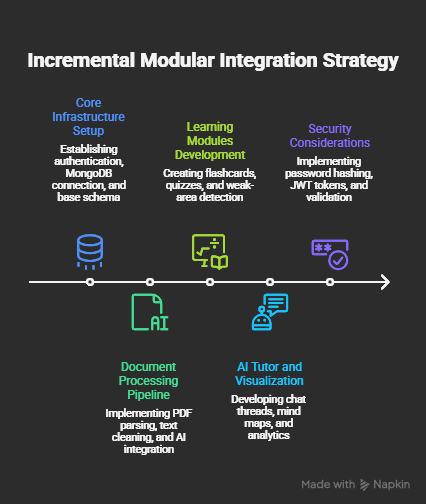 Incremental Modular Integration Strategy
Core
Infrastructure
Setup
Establishing
authentication,
MongoDB
connection, and
base schema
Learning
Modules
Development
Creating flashcards,
quizzes, and weak-
area detection
Security
Considerations
Implementing
password hashing,
JWT tokens, and
validation
**
AI
Document
Processing
Pipeline
Implementing PDF
parsing, text
cleaning, and AI
integration
AI Tutor and
Visualization
Developing chat
threads, mind
maps, and
analytics
Made with Napkin